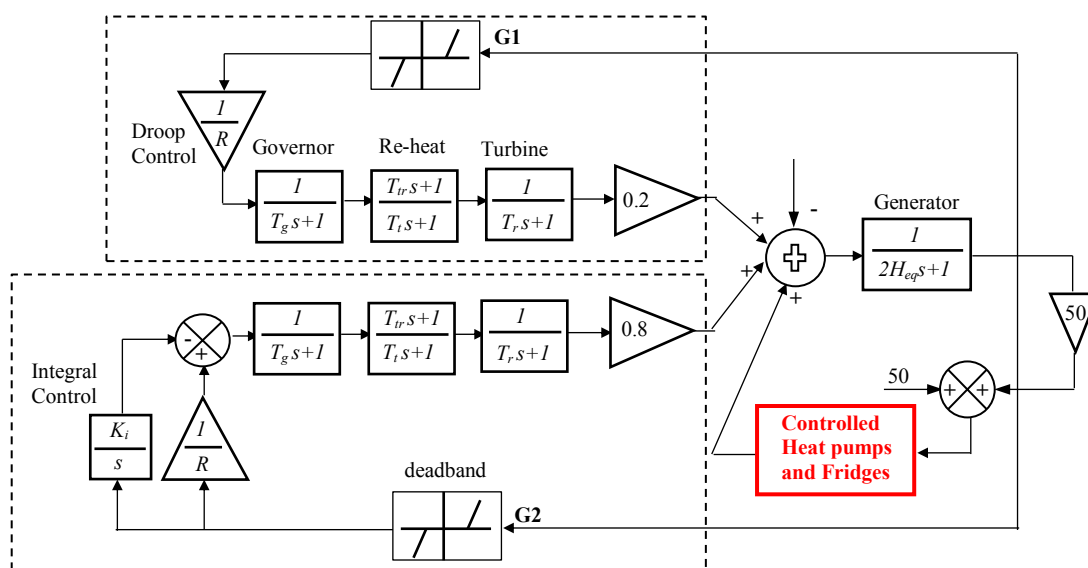 G1
1
R
Droop
Control
Governor
Re-heat
Turbine
1
T_g s+1
T_tr s+1
T_t s+1
1
T_r s+1
0.2
+
-
+
+
Generator
1
2H_eq s+1
50
50
+
+
Controlled
Heat pumps
and Fridges
Integral
Control
-
+
1
T_g s+1
T_tr s+1
T_t s+1
1
T_r s+1
0.8
K_i
s
1
R
deadband
G2